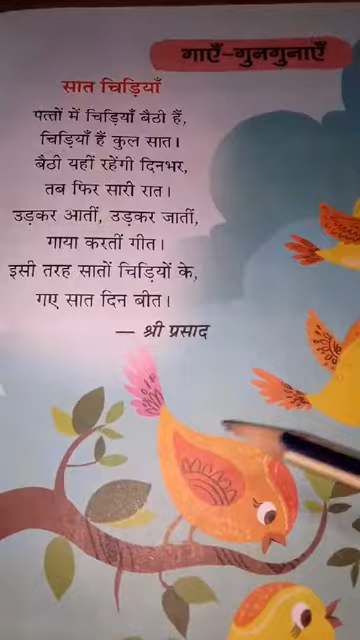 गाएँ–गुनगुनाएँ
सात चिड़ियाँ
पत्तों में चिड़ियाँ बैठी हैं,
चिड़ियाँ हैं कुल सात।
बैठी यहीं रहेंगी दिनभर,
तब फिर सारी रात।
उड़कर आतीं, उड़कर जातीं,
गाया करतीं गीत।
इसी तरह सातों चिड़ियों के,
गए सात दिन बीत।
— श्री प्रसाद